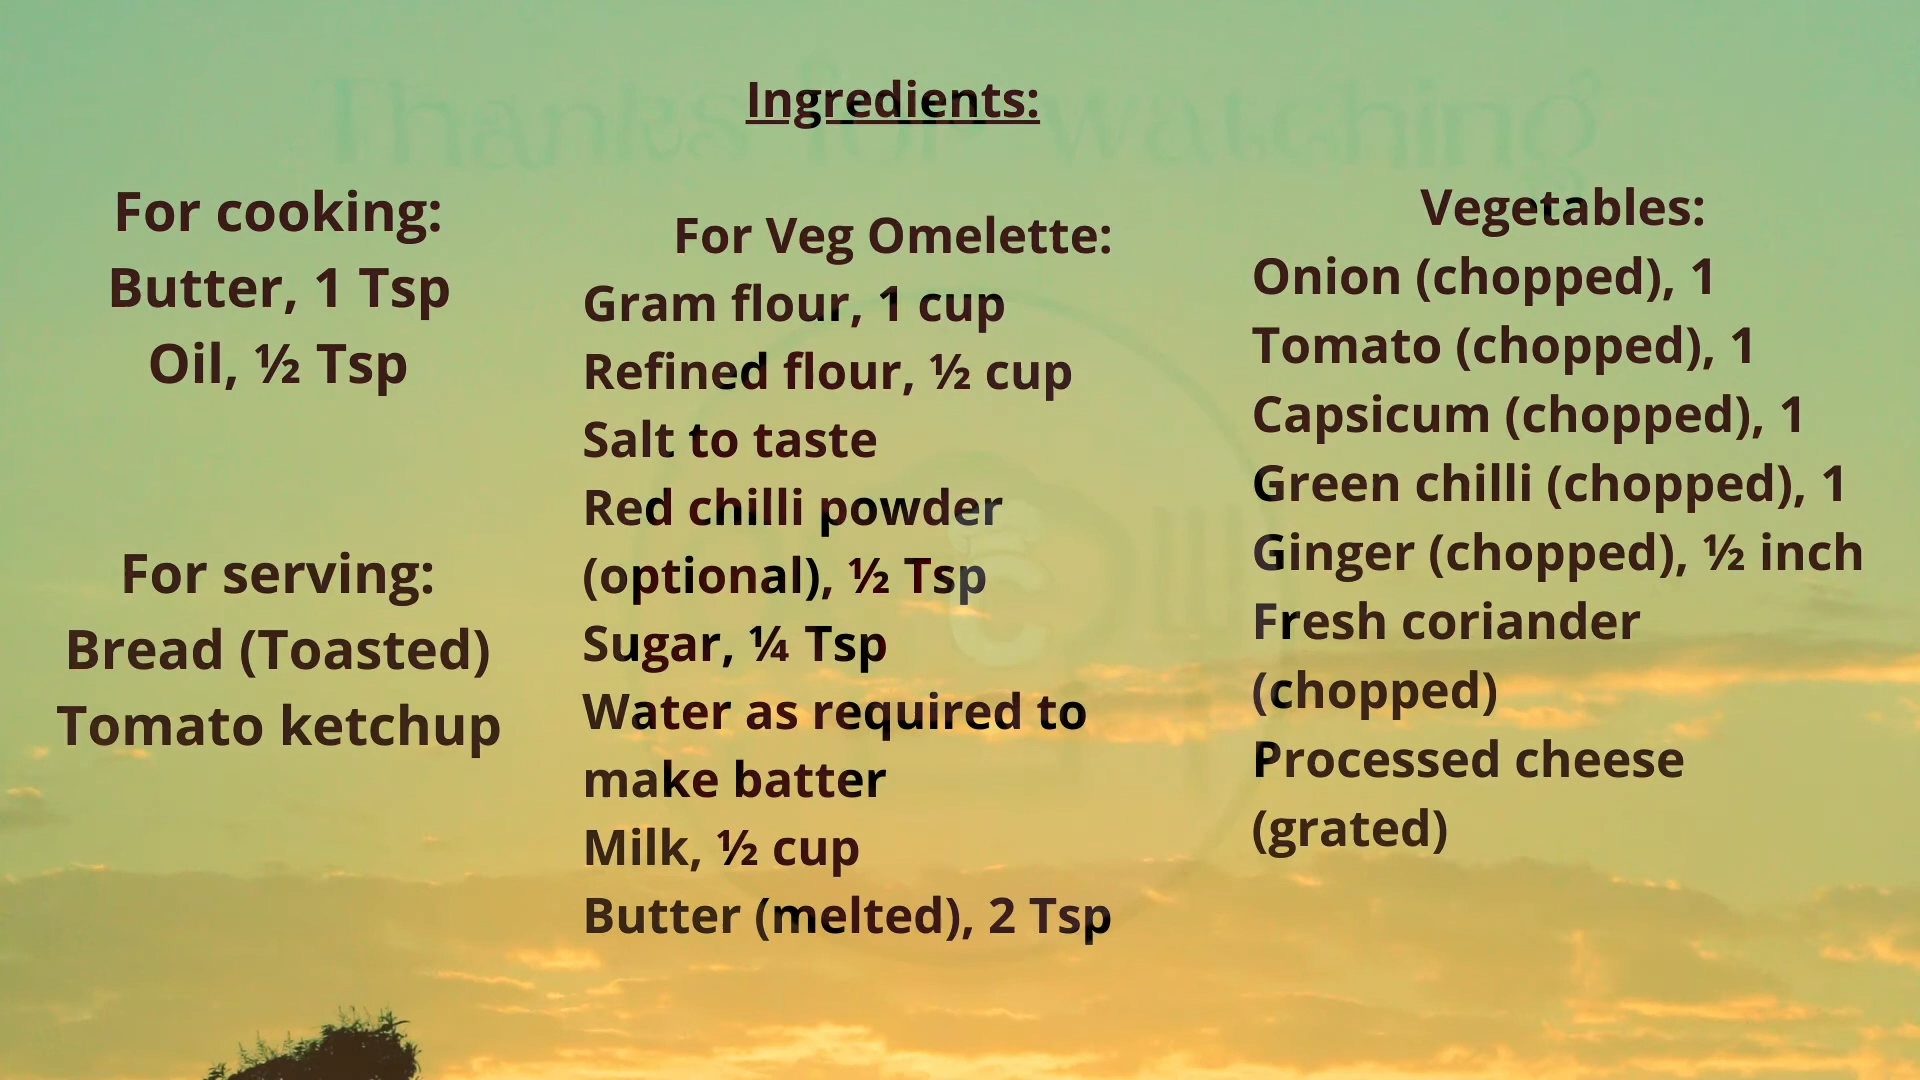 Thanks for watching
Ingredients:
For cooking:
Butter, 1 Tsp
Oil, ½ Tsp
For serving:
Bread (Toasted)
Tomato ketchup
For Veg Omelette:
Gram flour, 1 cup
Refined flour, ½ cup
Salt to taste
Red chilli powder
(optional), ½ Tsp
Sugar, ¼ Tsp
Water as required to
make batter
Milk, ½ cup
Butter (melted), 2 Tsp
Vegetables:
Onion (chopped), 1
Tomato (chopped), 1
Capsicum (chopped), 1
Green chilli (chopped), 1
Ginger (chopped), ½ inch
Fresh coriander
(chopped)
Processed cheese
(grated)